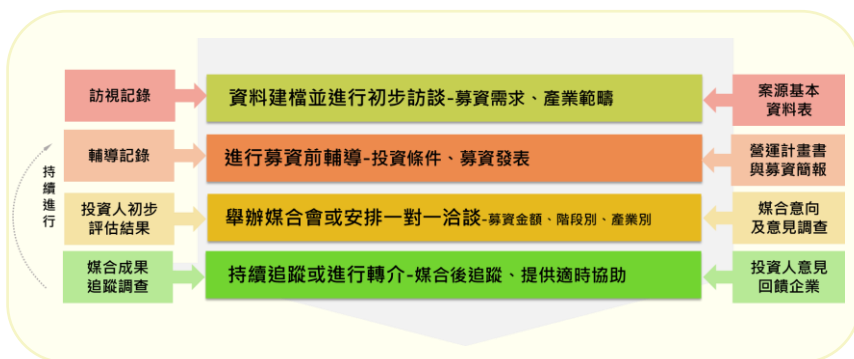 訪視記錄
資料建檔並進行初步訪談-募資需求、產業範疇
案源基本
資料表
輔導記錄
進行募資前輔導-投資條件、募資發表
營運計畫書
與募資簡報
持續進行
投資人初步
評估結果
舉辦媒合會或安排一對一洽談-募資金額、階段別、產業別
媒合意向
及意見調查
媒合成果
追蹤調查
持續追蹤或進行轉介-媒合後追蹤、提供適時協助
投資人意見
回饋企業